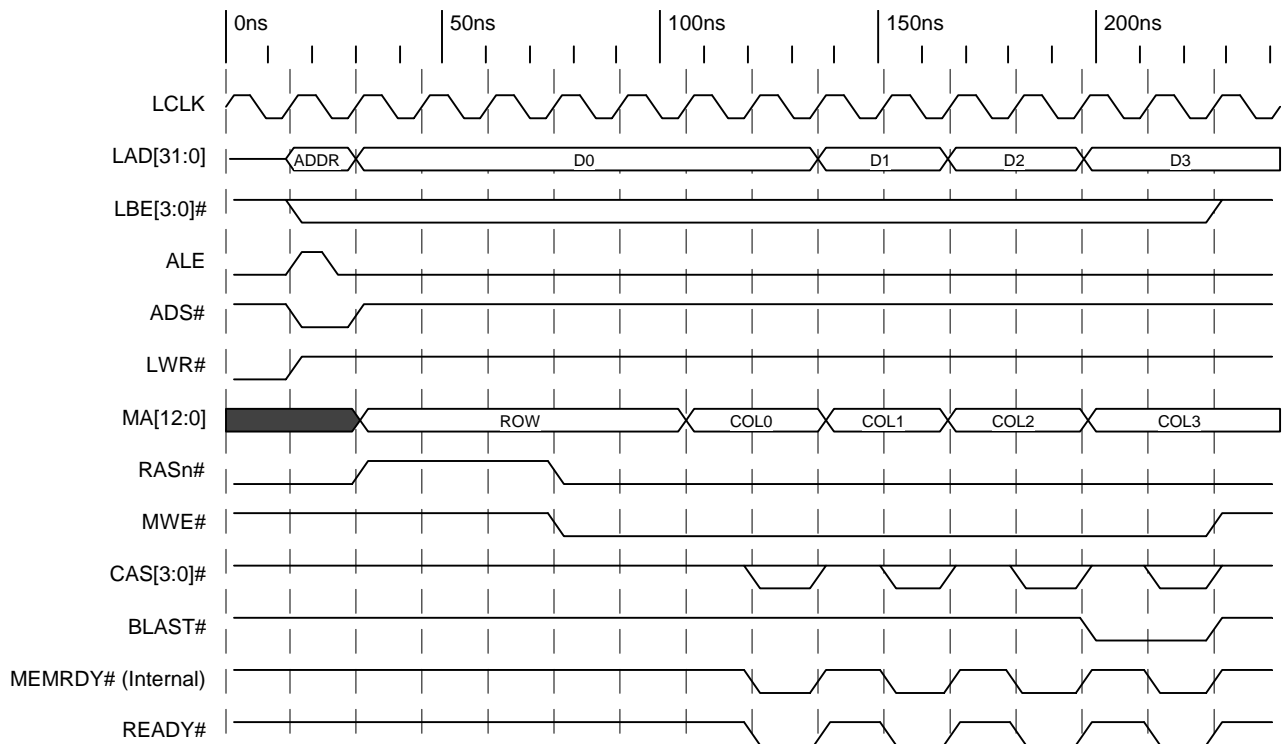 0ns 50ns 100ns 150ns 200ns
LCLK
LAD[31:0] ADDR D0 D1 D2 D3
LBE[3:0]#
ALE
ADS#
LWR#
MA[12:0] ROW COL0 COL1 COL2 COL3
RASn#
MWE#
CAS[3:0]#
BLAST#
MEMRDY# (Internal)
READY#